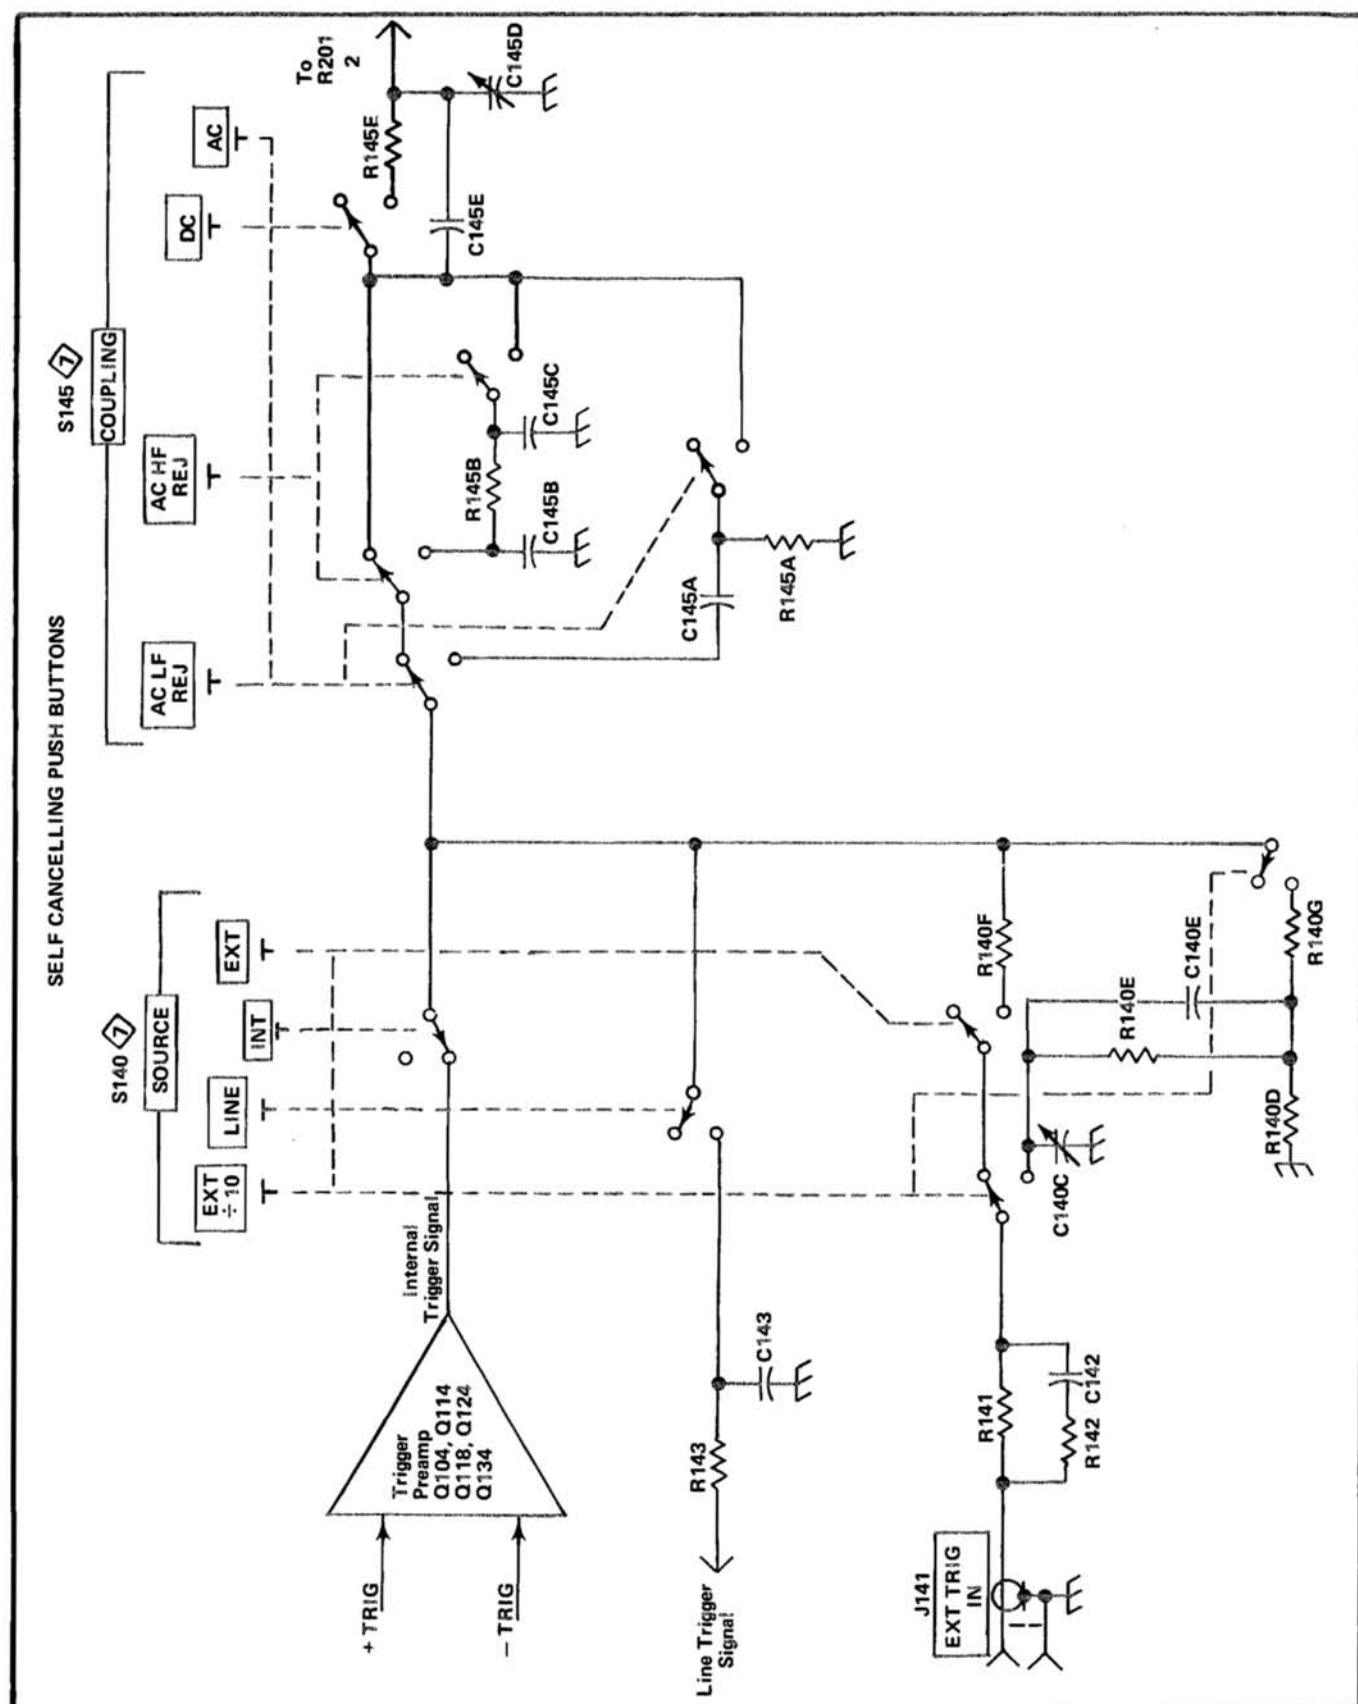 SELF CANCELLING PUSH BUTTONS
S140 7
SOURCE
EXT
÷ 10
LINE
INT
EXT
S145 7
COUPLING
AC LF
REJ
AC HF
REJ
DC
AC
To
R201
2
R145E
C145D
C145E
R145B
C145C
C145B
C145A
R145A
+ TRIG
− TRIG
Trigger
Preamp
Q104, Q114
Q118, Q124
Q134
Internal
Trigger Signal
Line Trigger
Signal
R143
C143
J141
EXT TRIG
IN
R141
R142
C142
C140C
R140F
R140E
C140E
R140D
R140G